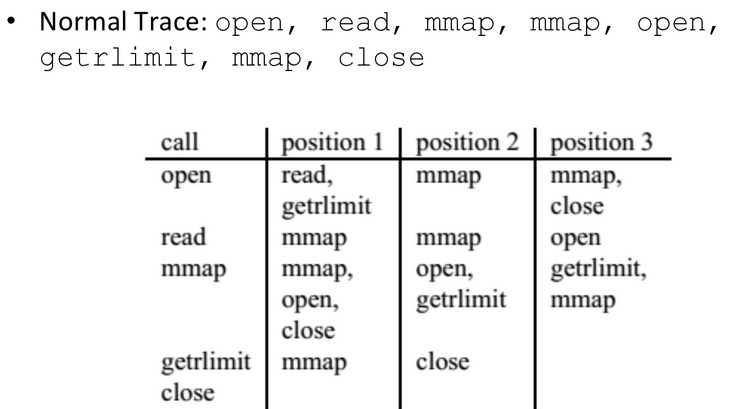 • Normal Trace: open, read, mmap, mmap, open,
getrlimit, mmap, close
call position 1 position 2 position 3
open read, mmap mmap,
getrlimit close
read mmap mmap open
mmap mmap, open, getrlimit,
open, getrlimit mmap
close
getrlimit mmap close
close